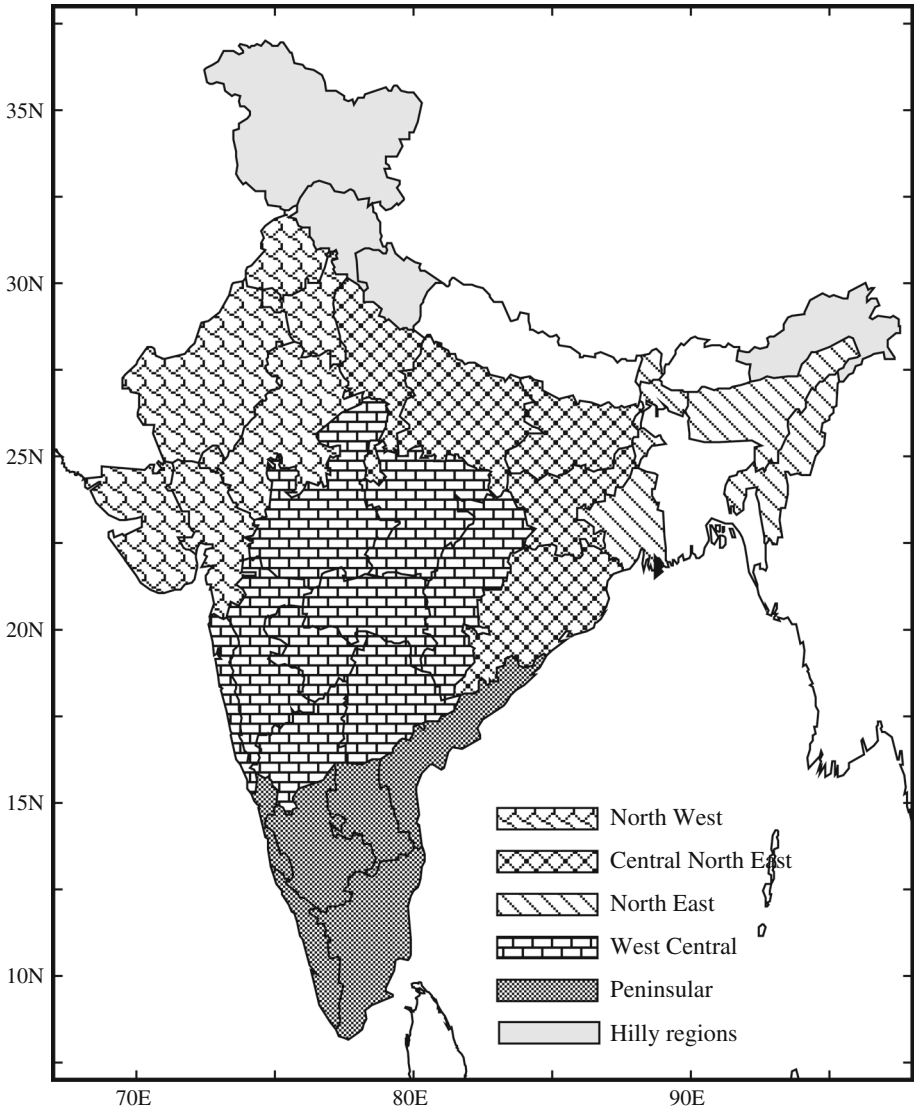 35N
30N
25N
20N
15N
10N
70E
80E
90E
North West
Central North East
North East
West Central
Peninsular
Hilly regions